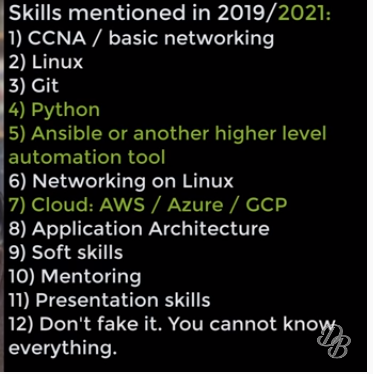 Skills mentioned in 2019/2021:
1) CCNA / basic networking
2) Linux
3) Git
4) Python
5) Ansible or another higher level
automation tool
6) Networking on Linux
7) Cloud: AWS / Azure / GCP
8) Application Architecture
9) Soft skills
10) Mentoring
11) Presentation skills
12) Don't fake it. You cannot know
everything.
DB